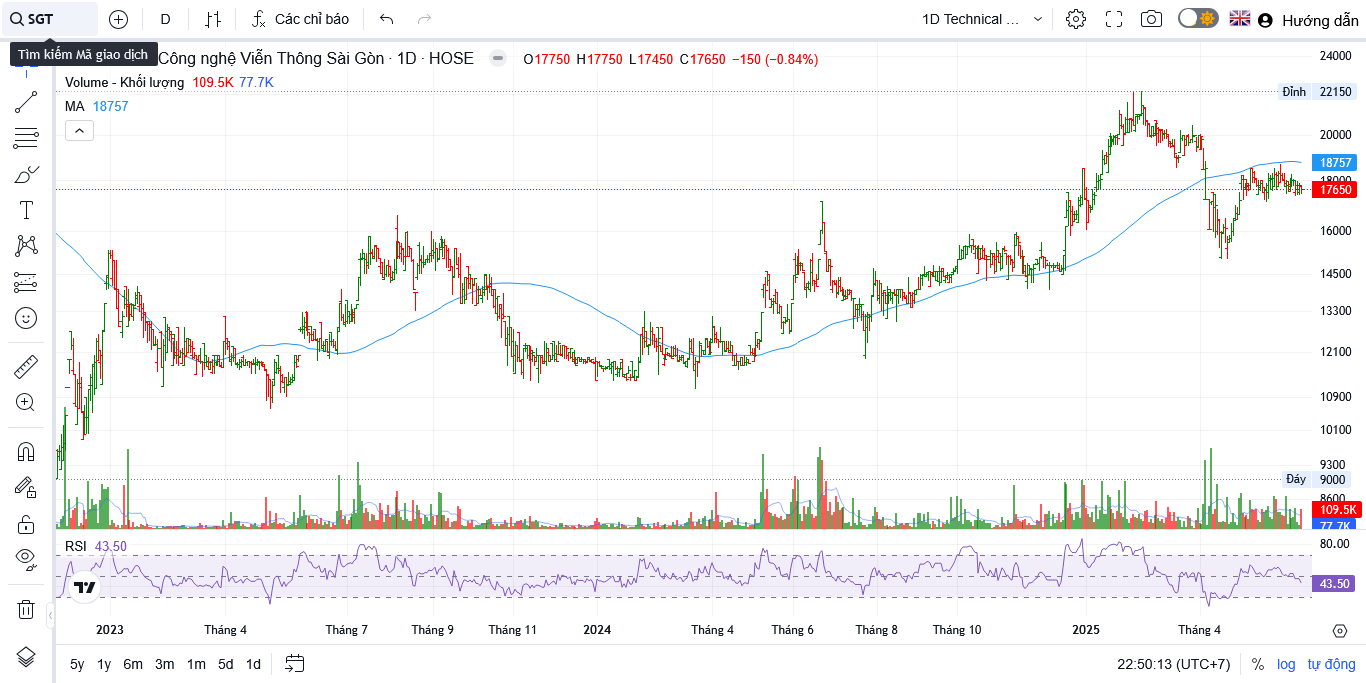 SGT
D
Các chỉ báo
1D Technical ...
Hướng dẫn
Tìm kiếm Mã giao dịch
Công nghệ Viễn Thông Sài Gòn · 1D · HOSE
O17750 H17750 L17450 C17650 −150 (−0.84%)
Volume - Khối lượng 109.5K 77.7K
MA 18757
24000
Đỉnh 22150
20000
18757
18000
17650
16000
14500
13300
12100
10900
10100
9300
Đáy 9000
8600
109.5K
77.7K
RSI 43.50
80.00
43.50
2023 Tháng 4 Tháng 7 Tháng 9 Tháng 11 2024 Tháng 4 Tháng 6 Tháng 8 Tháng 10 2025 Tháng 4
5y 1y 6m 3m 1m 5d 1d
22:50:13 (UTC+7) % log tự động